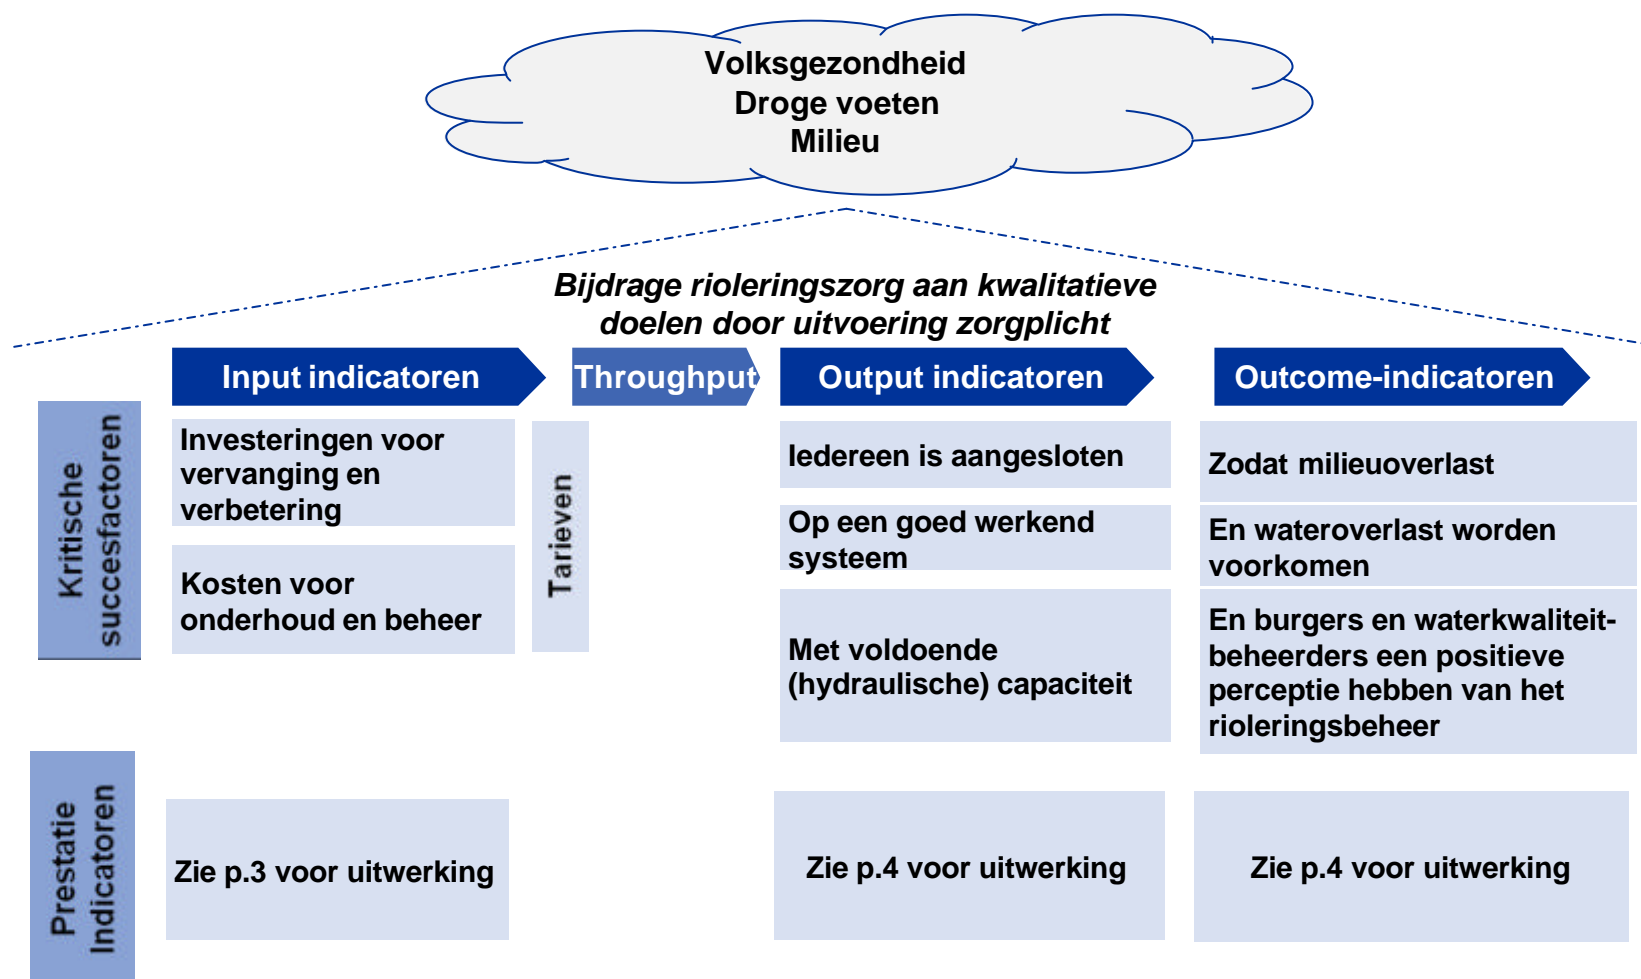 Volksgezondheid
Droge voeten
Milieu
Bijdrage rioleringszorg aan kwalitatieve
doelen door uitvoering zorgplicht
Input indicatoren
Throughput
Output indicatoren
Outcome-indicatoren
Kritische
succesfactoren
Investeringen voor
vervanging en
verbetering
Kosten voor
onderhoud en beheer
Tarieven
Iedereen is aangesloten
Op een goed werkend
systeem
Met voldoende
(hydraulische) capaciteit
Zodat milieuoverlast
En wateroverlast worden
voorkomen
En burgers en waterkwaliteit-
beheerders een positieve
perceptie hebben van het
rioleringsbeheer
Prestatie
Indicatoren
Zie p.3 voor uitwerking
Zie p.4 voor uitwerking
Zie p.4 voor uitwerking